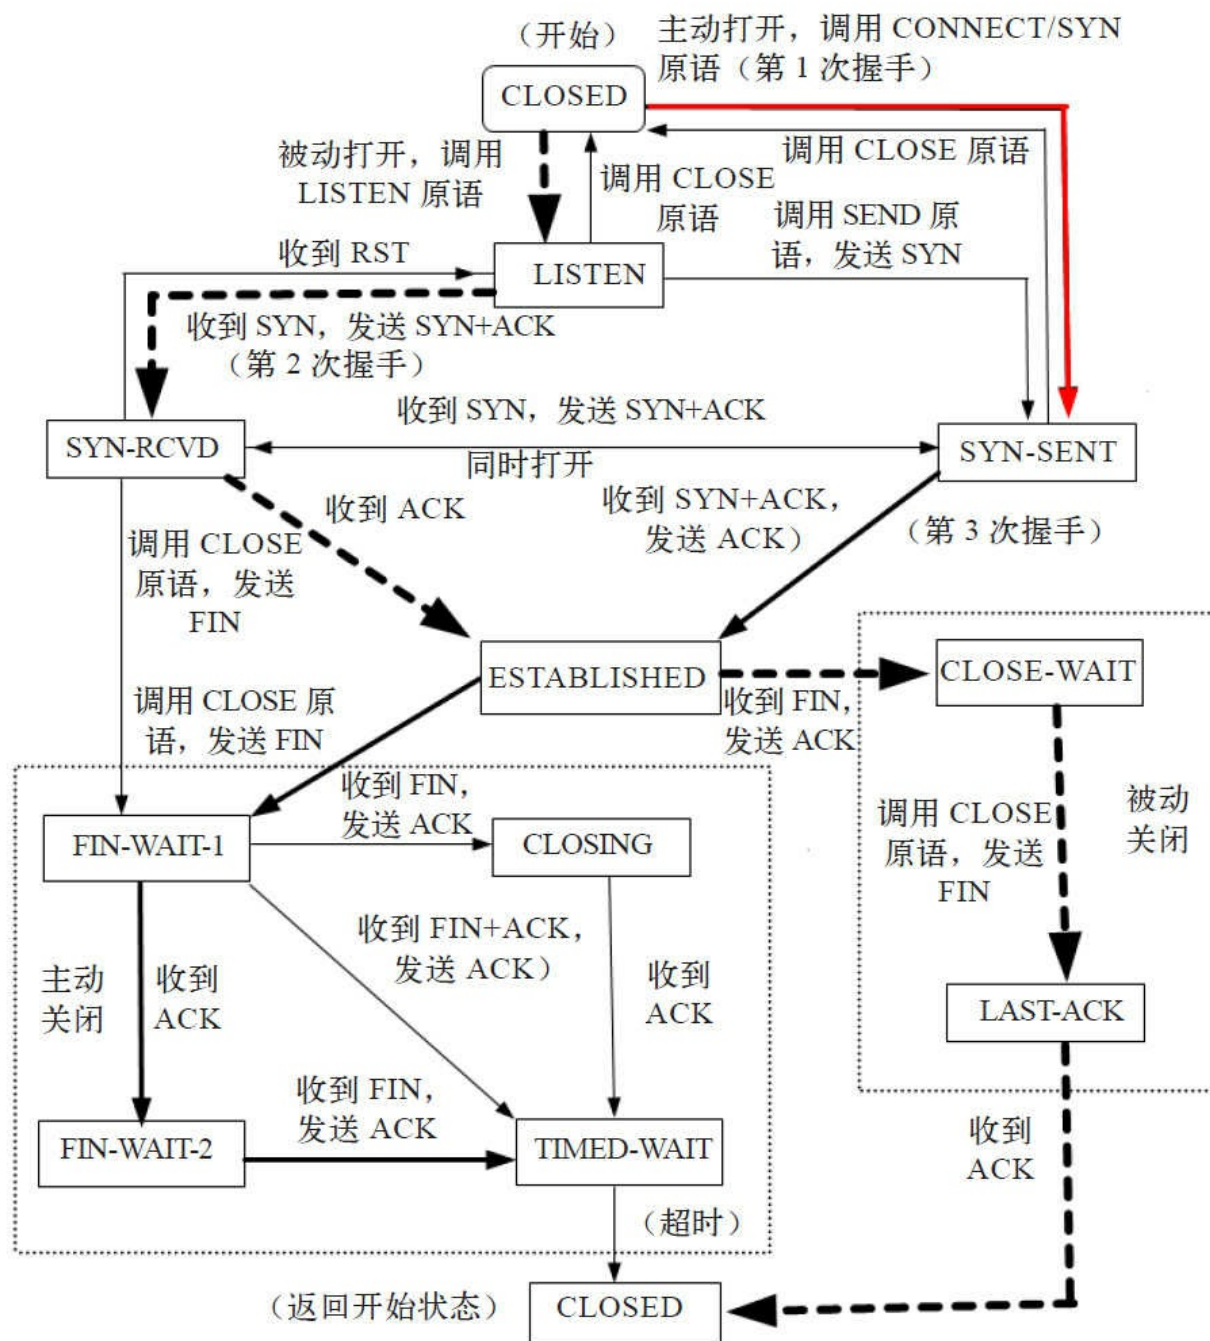 （开始）
主动打开，调用 CONNECT/SYN
原语（第 1 次握手）
CLOSED
被动打开，调用
LISTEN 原语
调用 CLOSE
原语
调用 CLOSE 原语
调用 SEND 原
语，发送 SYN
收到 RST
LISTEN
收到 SYN，发送 SYN+ACK
（第 2 次握手）
SYN-RCVD
收到 SYN，发送 SYN+ACK
同时打开
SYN-SENT
收到 ACK
收到 SYN+ACK，
发送 ACK）
（第 3 次握手）
调用 CLOSE
原语，发送
FIN
ESTABLISHED
CLOSE-WAIT
收到 FIN，
发送 ACK
调用 CLOSE 原
语，发送 FIN
FIN-WAIT-1
收到 FIN，
发送 ACK
CLOSING
调用 CLOSE
原语，发送
FIN
被动
关闭
收到 FIN+ACK，
发送 ACK）
主动
关闭
收到
ACK
收到
ACK
LAST-ACK
FIN-WAIT-2
收到 FIN，
发送 ACK
TIMED-WAIT
收到
ACK
（超时）
（返回开始状态）
CLOSED